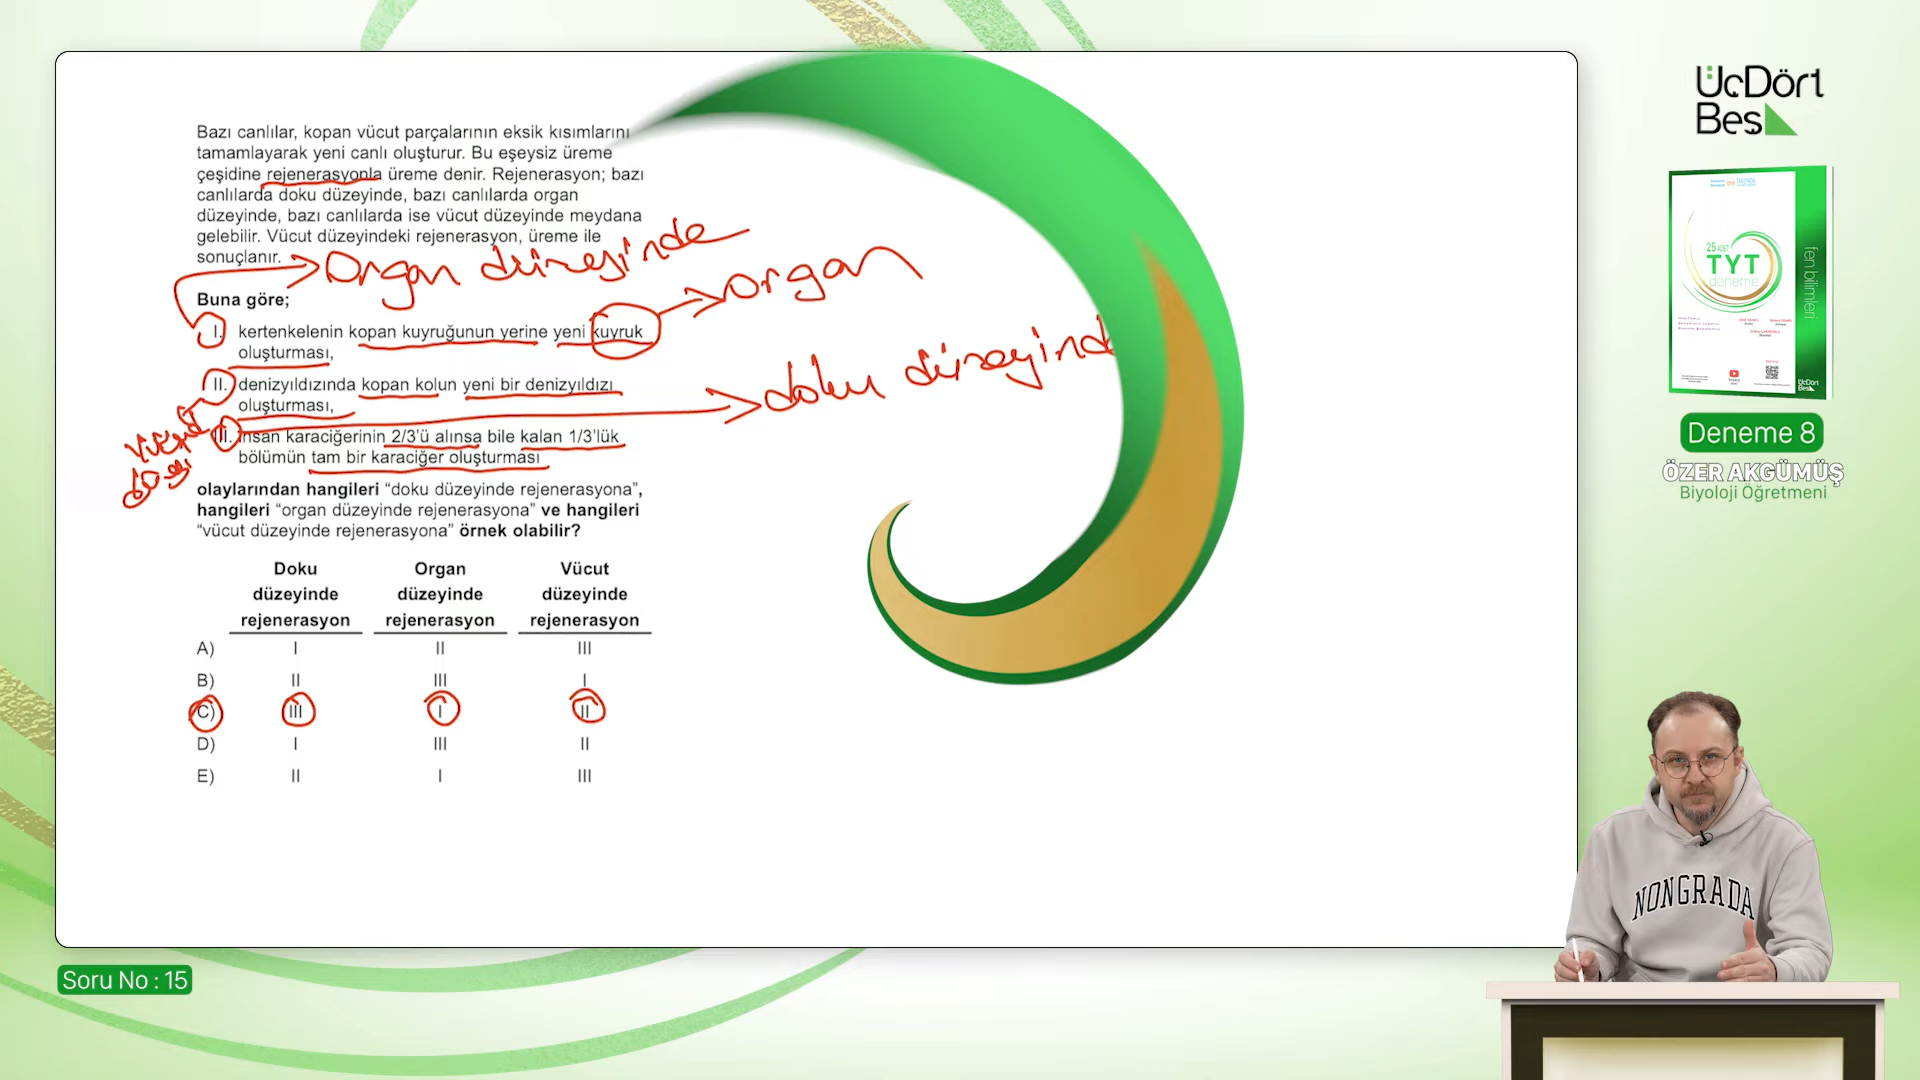 Bazı canlılar, kopan vücut parçalarının eksik kısımlarını
tamamlayarak yeni canlı oluşturur. Bu eşeysiz üreme
çeşidine rejenerasyonla üreme denir. Rejenerasyon; bazı
canlılarda doku düzeyinde, bazı canlılarda organ
düzeyinde, bazı canlılarda ise vücut düzeyinde meydana
gelebilir. Vücut düzeyindeki rejenerasyon, üreme ile
sonuçlanır.
Organ düzeyinde
Buna göre;
organ
I. kertenkelenin kopan kuyruğunun yerine yeni kuyruk
oluşturması,
II. denizyıldızında kopan kolun yeni bir denizyıldızı
oluşturması,
doku düzeyind
III. insan karaciğerinin 2/3'ü alınsa bile kalan 1/3'lük
bölümün tam bir karaciğer oluşturması
olaylarından hangileri “doku düzeyinde rejenerasyona”,
hangileri “organ düzeyinde rejenerasyona” ve hangileri
“vücut düzeyinde rejenerasyona” örnek olabilir?
Doku düzeyinde rejenerasyon
Organ düzeyinde rejenerasyon
Vücut düzeyinde rejenerasyon
A) I II III
B) II III I
C) III I II
D) I III II
E) II I III
Soru No : 15
ÜçDört
Beş
25 ADET
TYT
deneme
fen bilimleri
ÜçDört
Beş
Deneme 8
ÖZER AKGÜMÜŞ
Biyoloji Öğretmeni
NONGRADA